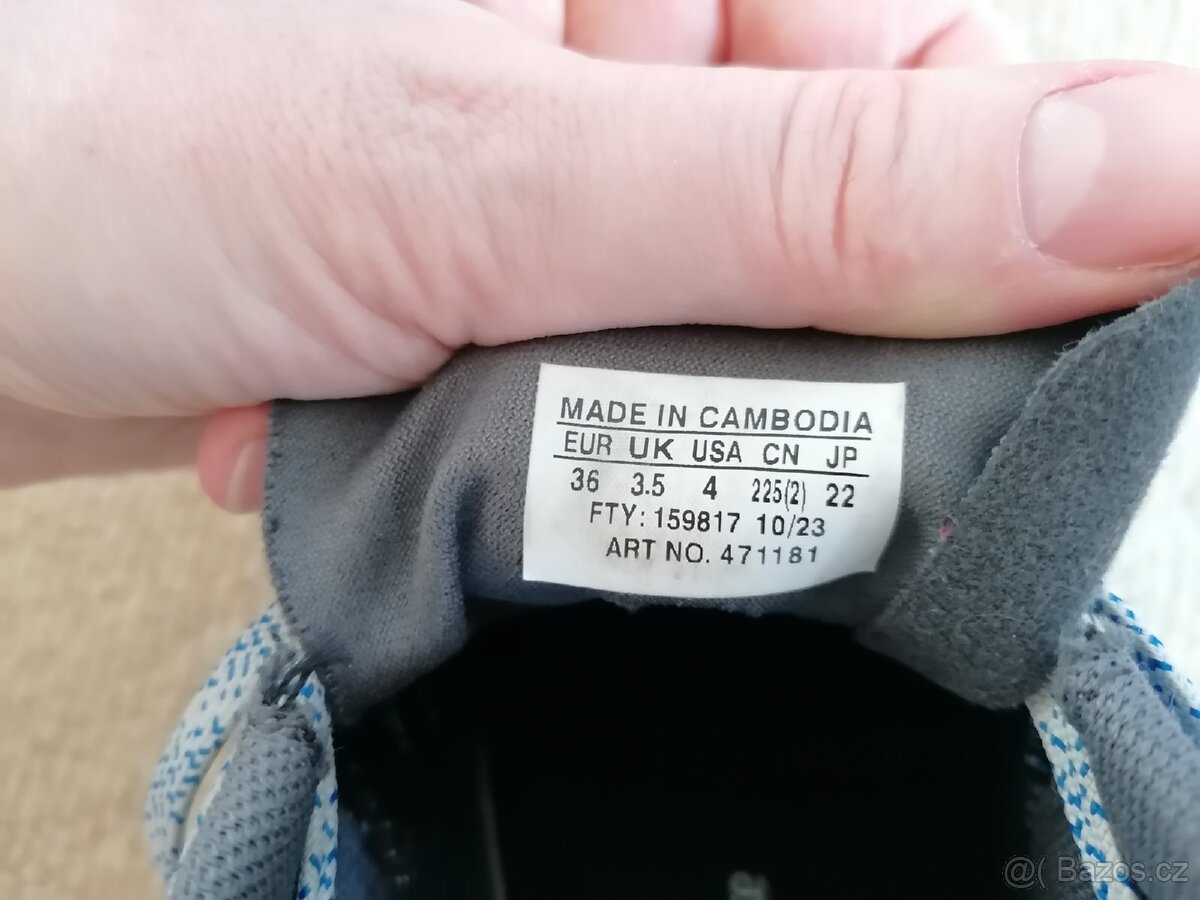 MADE IN CAMBODIA
EUR UK USA CN JP
36 3.5 4 225(2) 22
FTY: 159817 10/23
ART NO. 471181
@( Bazos.cz